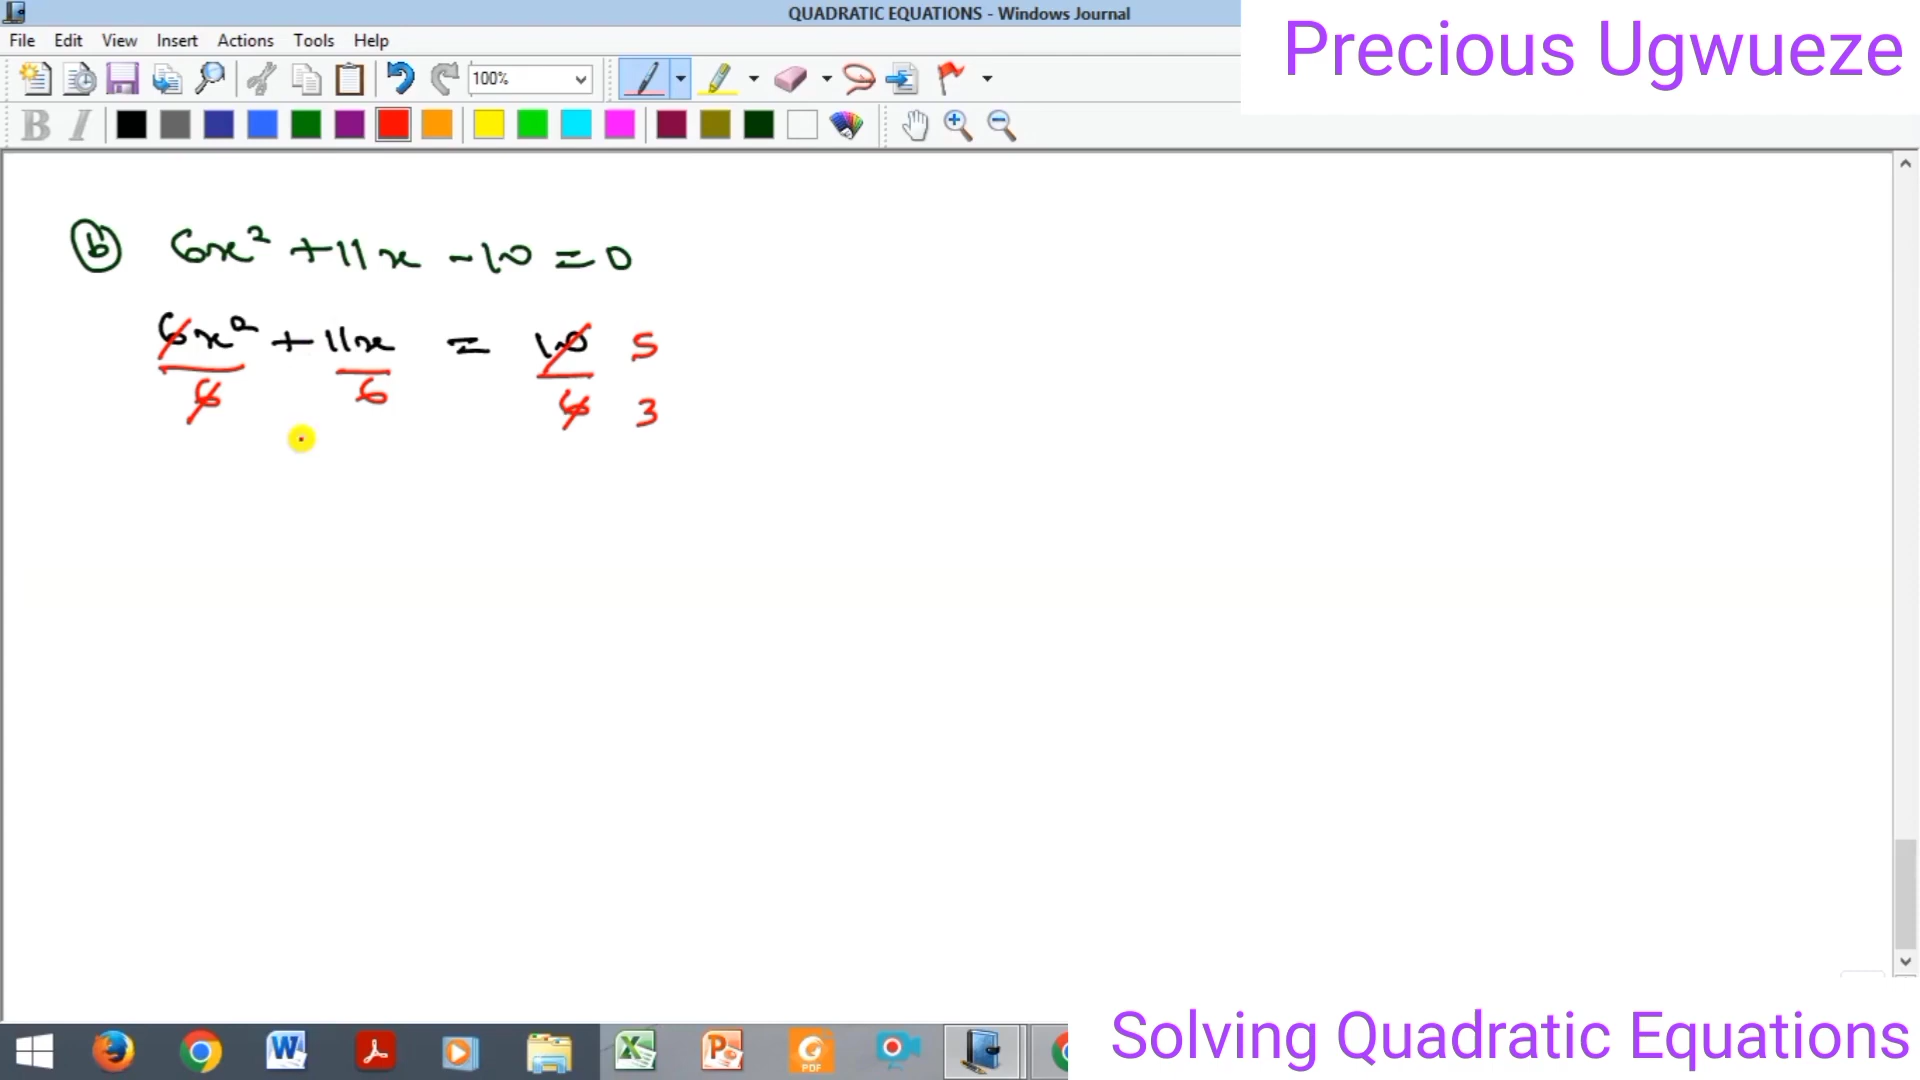 QUADRATIC EQUATIONS - Windows Journal
Precious Ugwueze
File Edit View Insert Actions Tools Help
100%
B I
ⓑ 6x² + 11x - 10 = 0
6x² + 11x = 10 5
6 6 6 3
W X P PDF
Solving Quadratic Equations